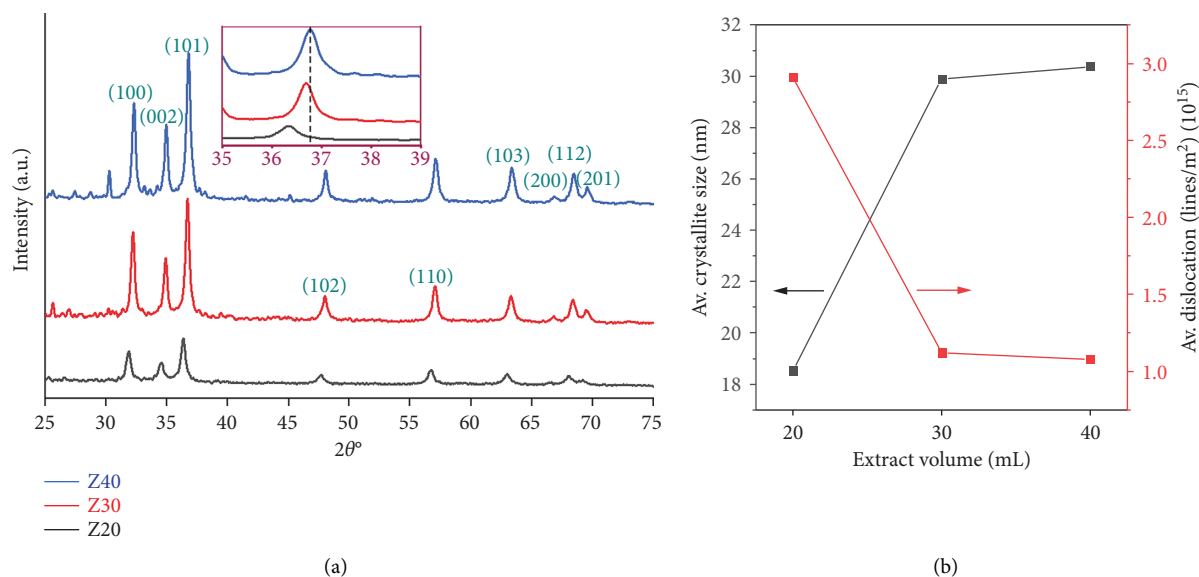 (101)
(100)
(002)
35 36 37 38 39
(103)
(112)
(200)
(201)
(102)
(110)
Intensity (a.u.)
25 30 35 40 45 50 55 60 65 70 75
2θ°
Z40
Z30
Z20
(a)
32
30
28
26
24
22
20
18
Av. crystallite size (nm)
3.0
2.5
2.0
1.5
1.0
Av. dislocation (lines/m²) (10¹⁵)
20 30 40
Extract volume (mL)
(b)